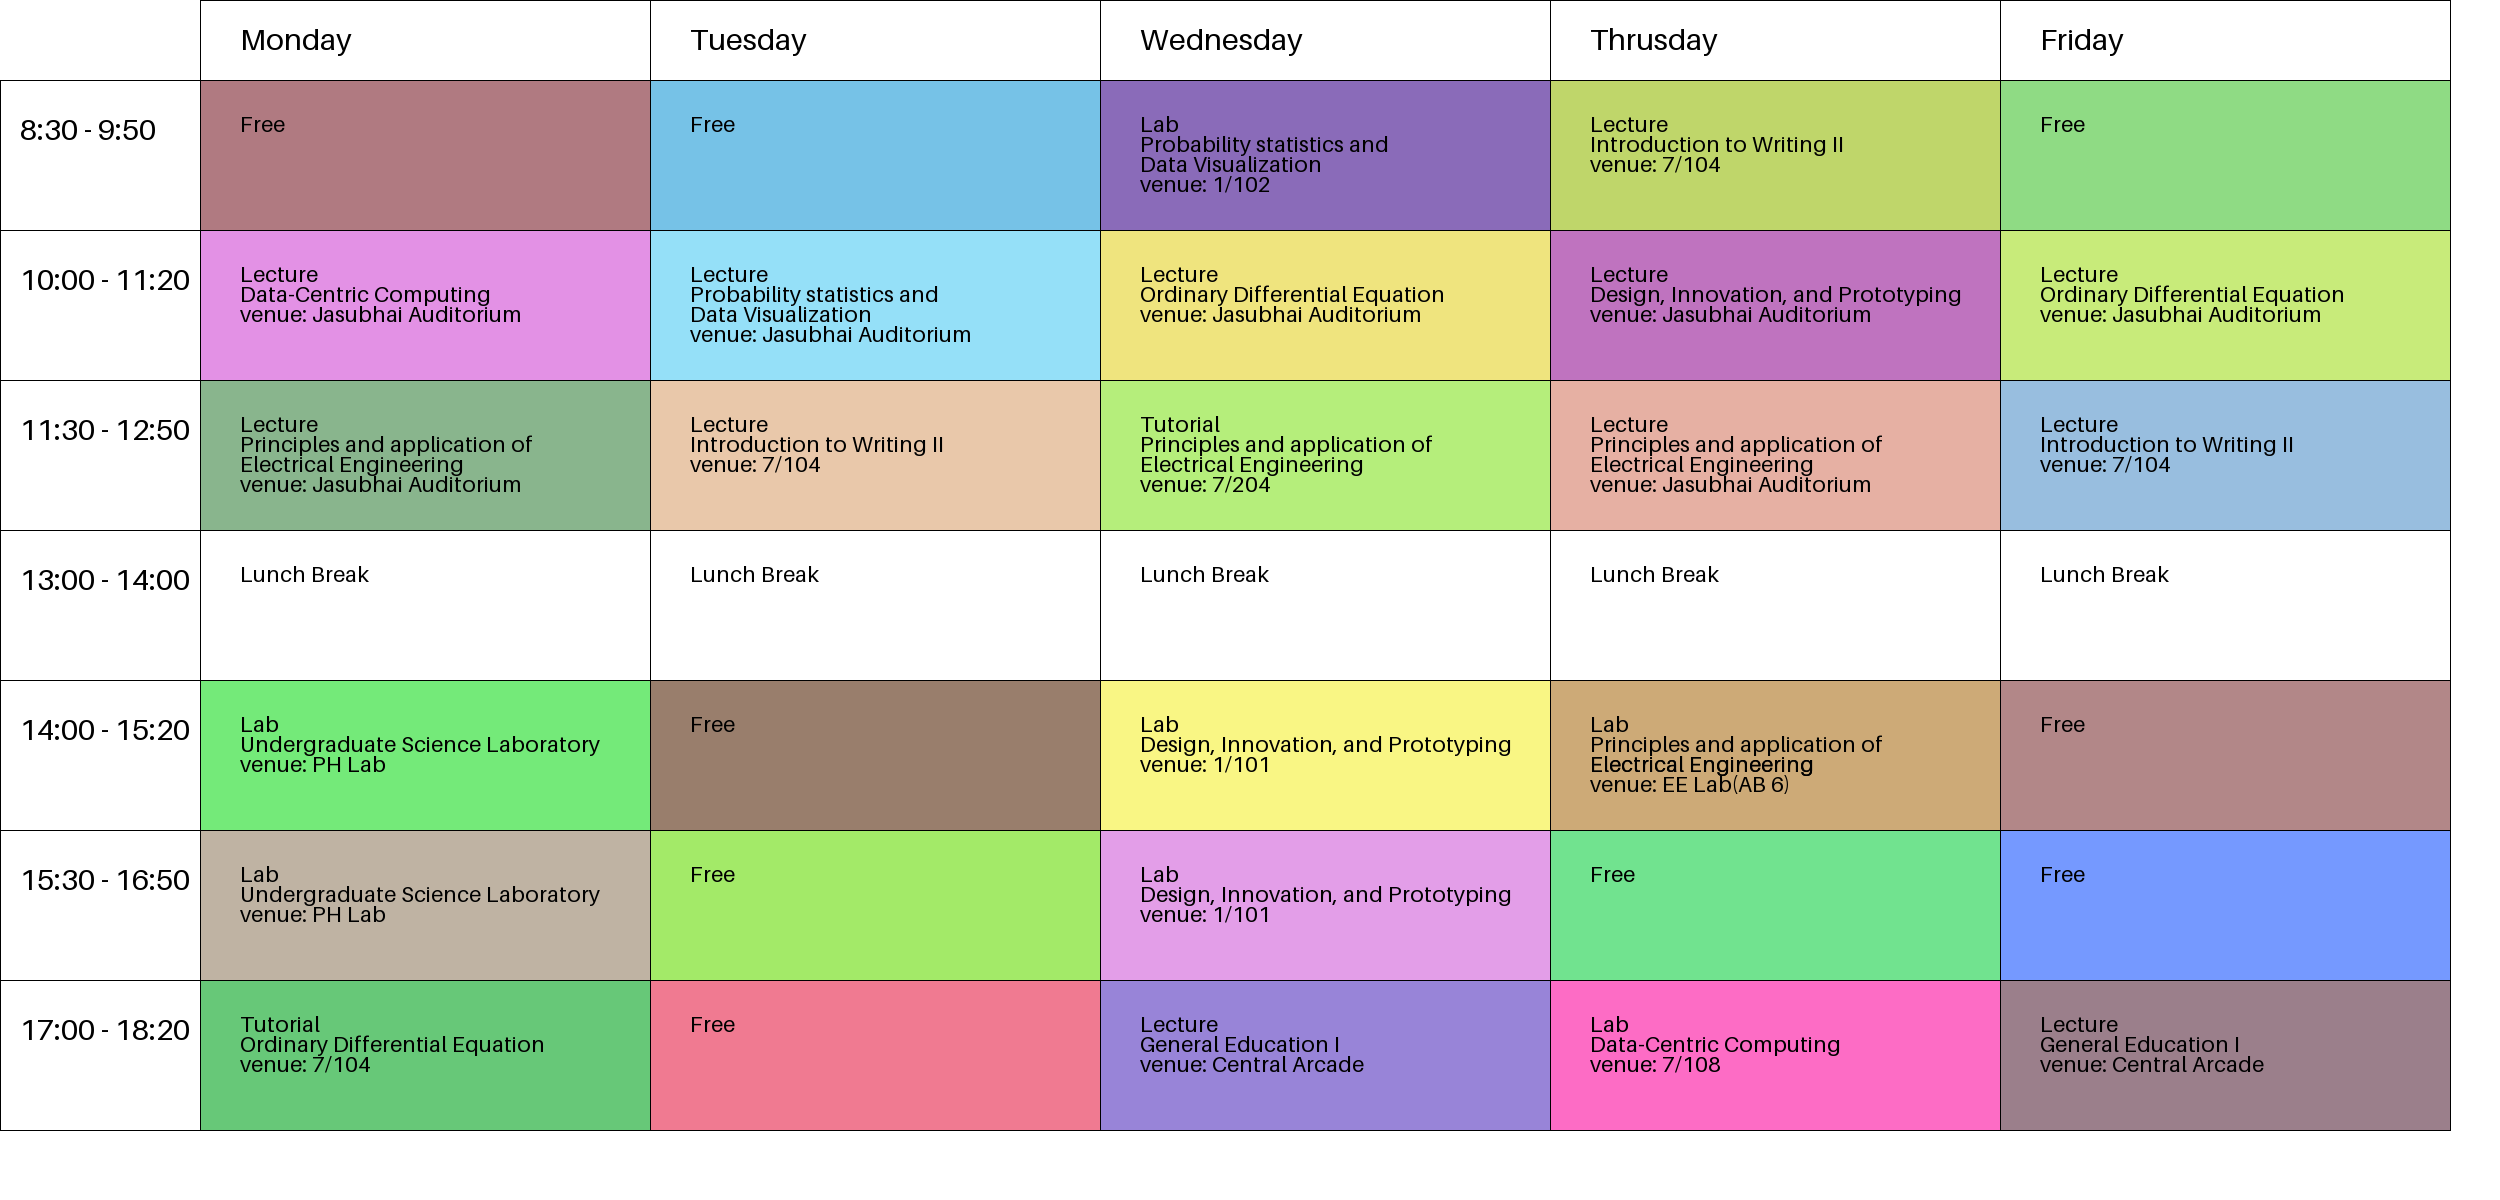 Monday
Tuesday
Wednesday
Thrusday
Friday
8:30 - 9:50
Free
Free
Lab
Probability statistics and
Data Visualization
venue: 1/102
Lecture
Introduction to Writing II
venue: 7/104
Free
10:00 - 11:20
Lecture
Data-Centric Computing
venue: Jasubhai Auditorium
Lecture
Probability statistics and
Data Visualization
venue: Jasubhai Auditorium
Lecture
Ordinary Differential Equation
venue: Jasubhai Auditorium
Lecture
Design, Innovation, and Prototyping
venue: Jasubhai Auditorium
Lecture
Ordinary Differential Equation
venue: Jasubhai Auditorium
11:30 - 12:50
Lecture
Principles and application of
Electrical Engineering
venue: Jasubhai Auditorium
Lecture
Introduction to Writing II
venue: 7/104
Tutorial
Principles and application of
Electrical Engineering
venue: 7/204
Lecture
Principles and application of
Electrical Engineering
venue: Jasubhai Auditorium
Lecture
Introduction to Writing II
venue: 7/104
13:00 - 14:00
Lunch Break
Lunch Break
Lunch Break
Lunch Break
Lunch Break
14:00 - 15:20
Lab
Undergraduate Science Laboratory
venue: PH Lab
Free
Lab
Design, Innovation, and Prototyping
venue: 1/101
Lab
Principles and application of
Electrical Engineering
venue: EE Lab(AB 6)
Free
15:30 - 16:50
Lab
Undergraduate Science Laboratory
venue: PH Lab
Free
Lab
Design, Innovation, and Prototyping
venue: 1/101
Free
Free
17:00 - 18:20
Tutorial
Ordinary Differential Equation
venue: 7/104
Free
Lecture
General Education I
venue: Central Arcade
Lab
Data-Centric Computing
venue: 7/108
Lecture
General Education I
venue: Central Arcade